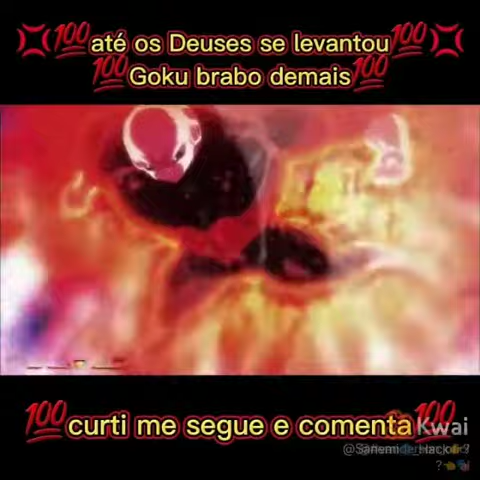 💢💯até os Deuses se levantou💯💢
💯Goku brabo demais💯
💯curti me segue e comenta💯
Kwai